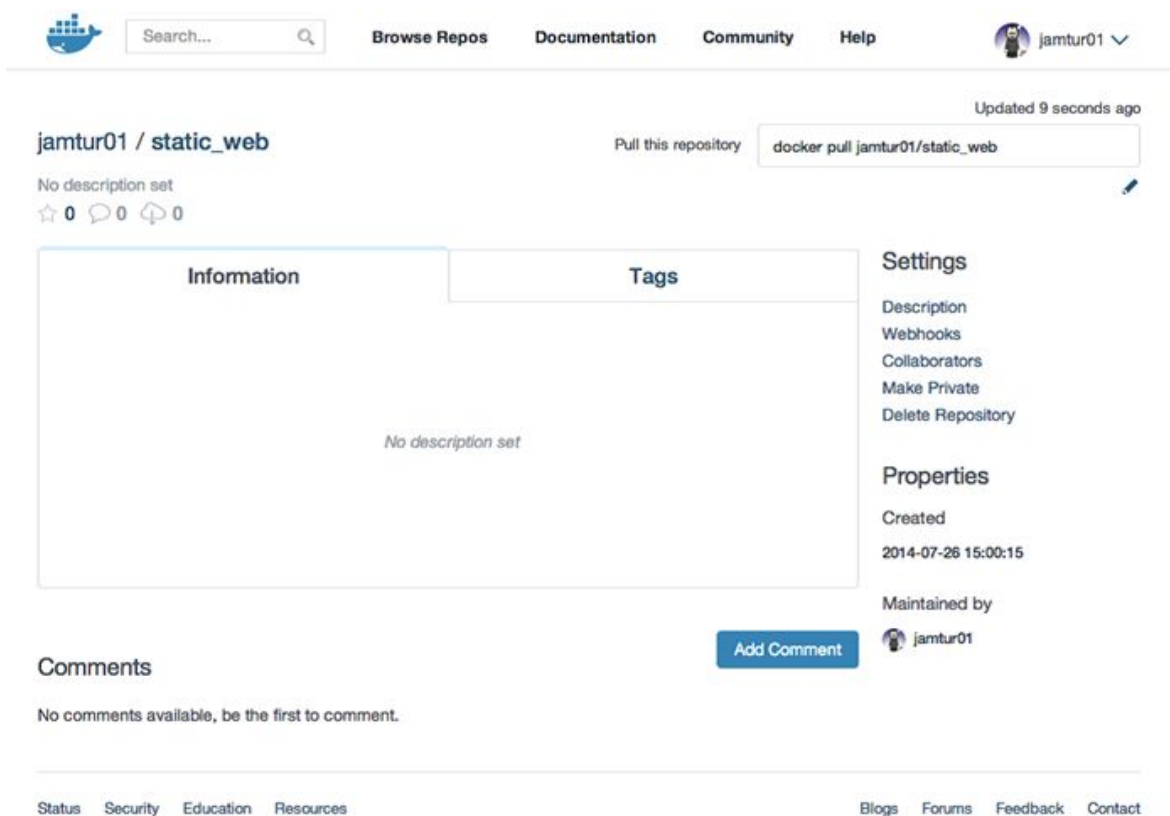 Search... Browse Repos Documentation Community Help jamtur01
Updated 9 seconds ago
jamtur01 / static_web Pull this repository docker pull jamtur01/static_web
No description set
0 0 0
Information Tags
No description set
Settings
Description
Webhooks
Collaborators
Make Private
Delete Repository
Properties
Created
2014-07-26 15:00:15
Maintained by
jamtur01
Add Comment
Comments
No comments available, be the first to comment.
Status Security Education Resources Blogs Forums Feedback Contact